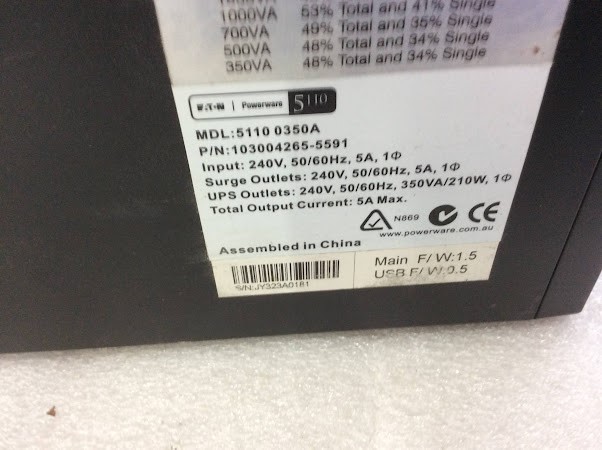 1000VA 53% Total and 41% Single
700VA 49% Total and 35% Single
500VA 48% Total and 34% Single
350VA 48% Total and 34% Single
EATON | Powerware 5110
MDL:5110 0350A
P/N:103004265-5591
Input: 240V, 50/60Hz, 5A, 1Φ
Surge Outlets: 240V, 50/60Hz, 5A, 1Φ
UPS Outlets: 240V, 50/60Hz, 350VA/210W, 1Φ
Total Output Current: 5A Max.
N869 CE
www.powerware.com.au
Assembled in China
Main F/W:1.5
USB F/W:0.5
S/N:JY323A0181